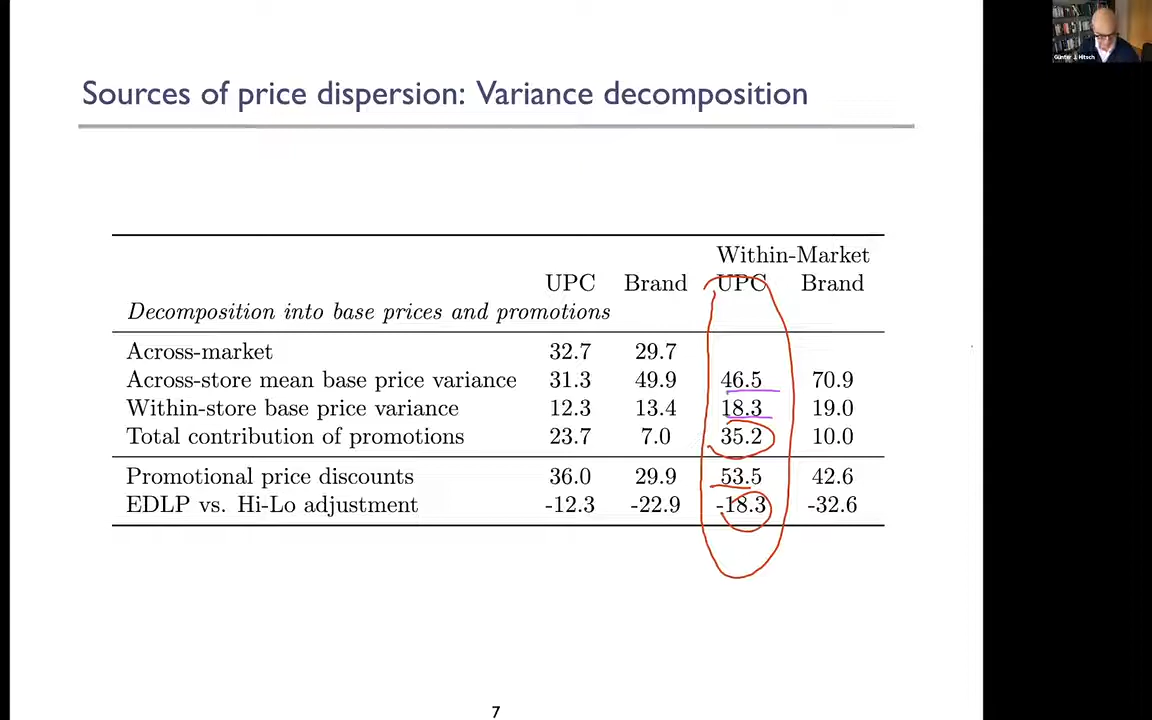 Günter J. Hitsch
Sources of price dispersion: Variance decomposition
Within-Market
UPC Brand UPC Brand
Decomposition into base prices and promotions
Across-market 32.7 29.7
Across-store mean base price variance 31.3 49.9 46.5 70.9
Within-store base price variance 12.3 13.4 18.3 19.0
Total contribution of promotions 23.7 7.0 35.2 10.0
Promotional price discounts 36.0 29.9 53.5 42.6
EDLP vs. Hi-Lo adjustment -12.3 -22.9 -18.3 -32.6
7